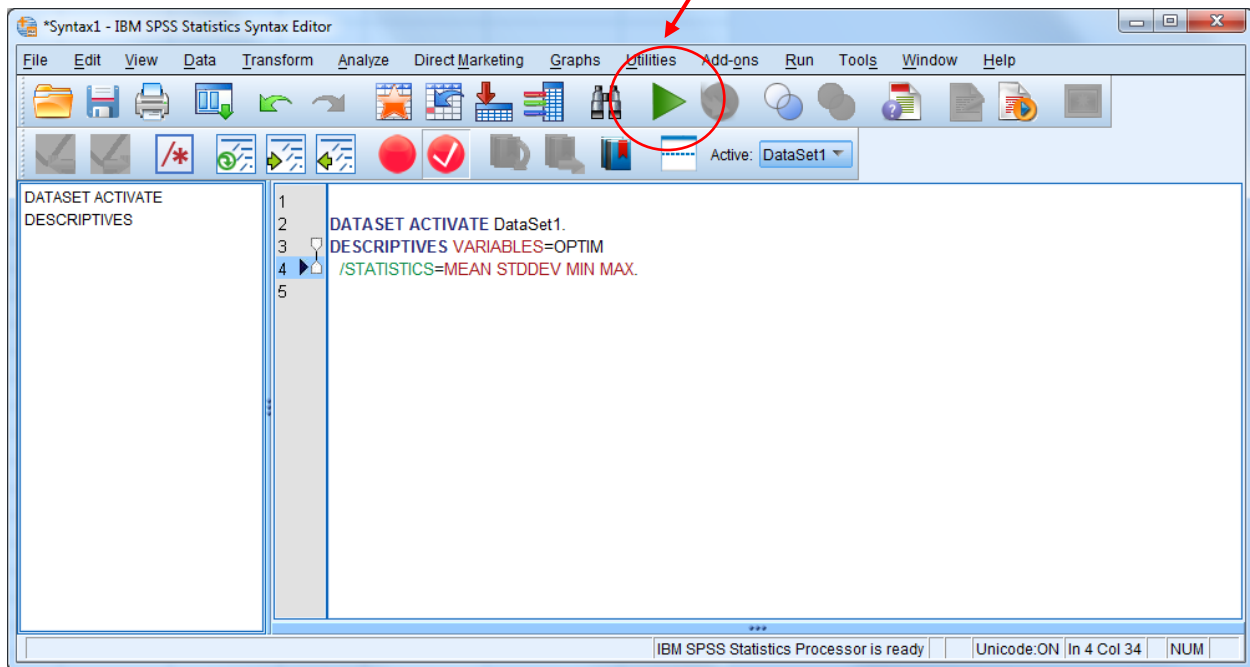 *Syntax1 - IBM SPSS Statistics Syntax Editor
File Edit View Data Transform Analyze Direct Marketing Graphs Utilities Add-ons Run Tools Window Help
/*
Active: DataSet1
DATASET ACTIVATE
DESCRIPTIVES
1
2 DATASET ACTIVATE DataSet1.
3 DESCRIPTIVES VARIABLES=OPTIM
4 /STATISTICS=MEAN STDDEV MIN MAX.
5
IBM SPSS Statistics Processor is ready Unicode:ON In 4 Col 34 NUM